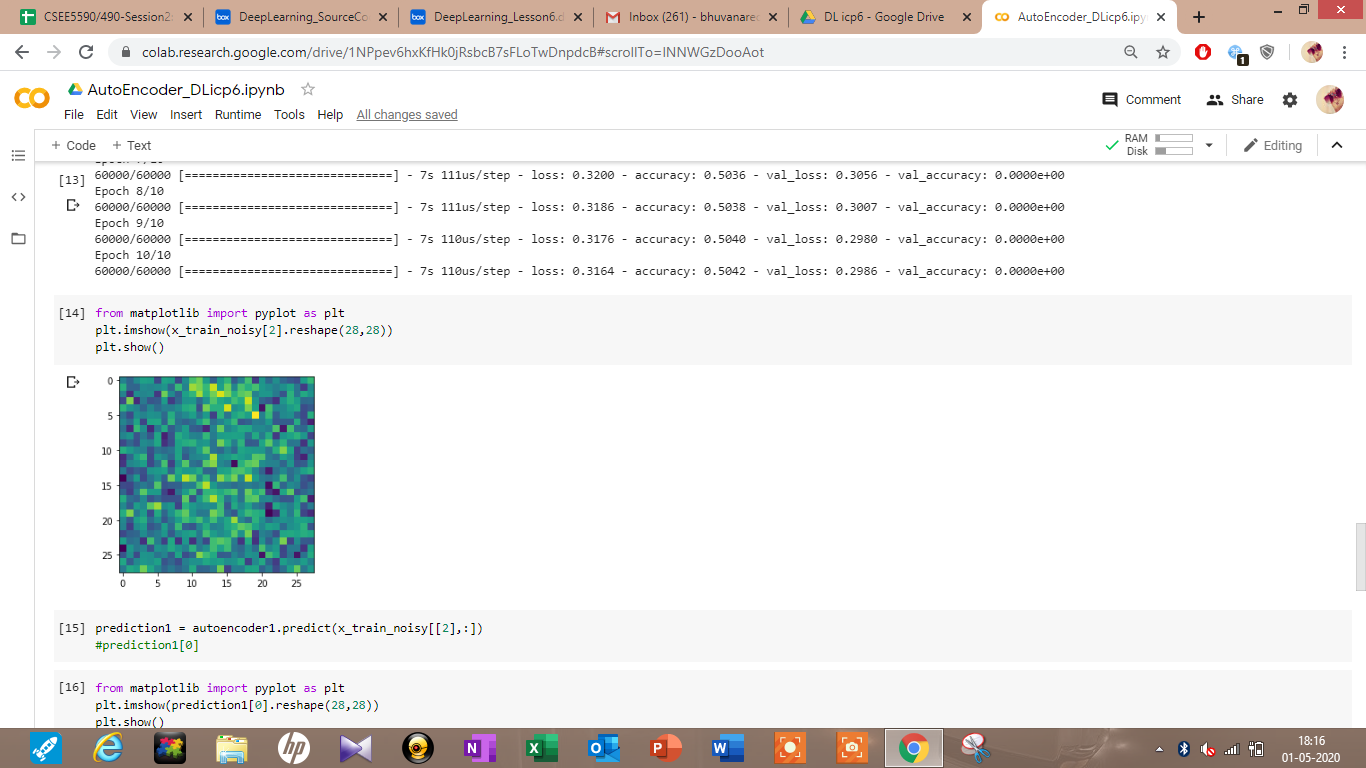 CSEE5590/490-Session2:
DeepLearning_SourceCo
DeepLearning_Lesson6.d
Inbox (261) - bhuvanarec
DL icp6 - Google Drive
AutoEncoder_DLicp6.ipy
colab.research.google.com/drive/1NPpev6hxKfHk0jRsbcB7sFLoTwDnpdcB#scrollTo=INNWGzDooAot
1
AutoEncoder_DLicp6.ipynb
Comment
Share
File Edit View Insert Runtime Tools Help All changes saved
+ Code + Text
RAM
Disk
Editing
[13] 60000/60000 [==============================] - 7s 111us/step - loss: 0.3200 - accuracy: 0.5036 - val_loss: 0.3056 - val_accuracy: 0.0000e+00
Epoch 8/10
60000/60000 [==============================] - 7s 111us/step - loss: 0.3186 - accuracy: 0.5038 - val_loss: 0.3007 - val_accuracy: 0.0000e+00
Epoch 9/10
60000/60000 [==============================] - 7s 110us/step - loss: 0.3176 - accuracy: 0.5040 - val_loss: 0.2980 - val_accuracy: 0.0000e+00
Epoch 10/10
60000/60000 [==============================] - 7s 110us/step - loss: 0.3164 - accuracy: 0.5042 - val_loss: 0.2986 - val_accuracy: 0.0000e+00
[14] from matplotlib import pyplot as plt
plt.imshow(x_train_noisy[2].reshape(28,28))
plt.show()
0
5
10
15
20
25
0 5 10 15 20 25
[15] prediction1 = autoencoder1.predict(x_train_noisy[[2],:])
#prediction1[0]
[16] from matplotlib import pyplot as plt
plt.imshow(prediction1[0].reshape(28,28))
plt.show()
18:16
01-05-2020